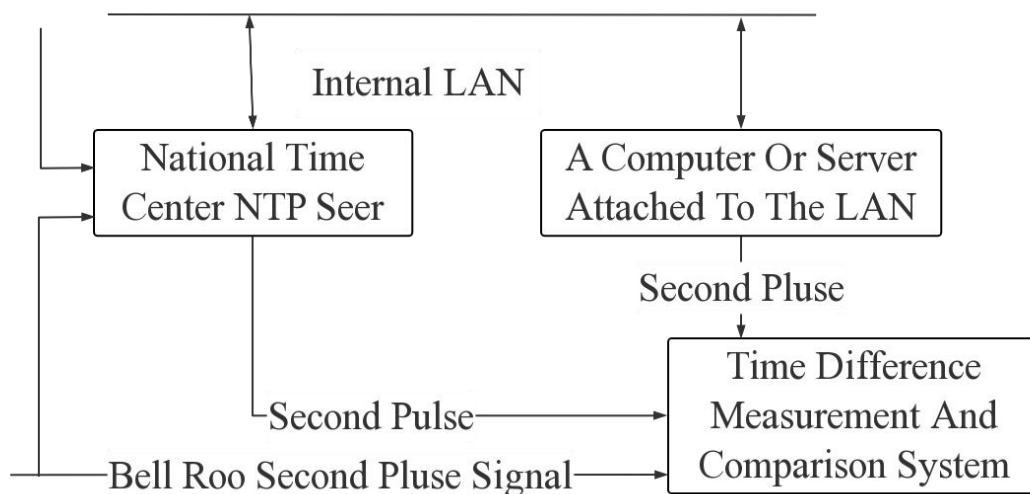 Internal LAN
National Time
Center NTP Seer
A Computer Or Server
Attached To The LAN
Second Pluse
Time Difference
Measurement And
Comparison System
Second Pulse
Bell Roo Second Pluse Signal